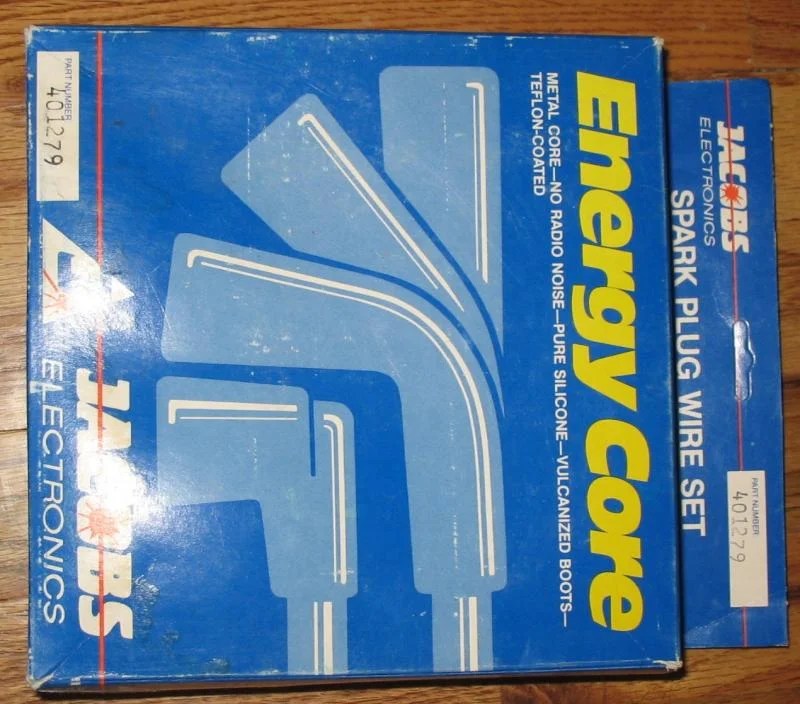 JACOBS
ELECTRONICS
SPARK PLUG WIRE SET
PART NUMBER
401279
Energy Core
METAL CORE—NO RADIO NOISE—PURE SILICONE—VULCANIZED BOOTS—
TEFLON-COATED
PART NUMBER
401279
JACOBS
ELECTRONICS